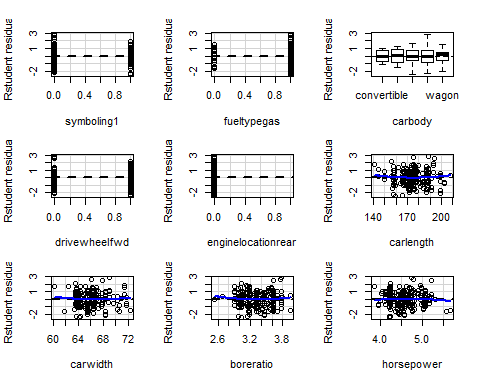 Rstudent residua
3
1
-2
0.0 0.4 0.8
symboling1
Rstudent residua
3
1
-2
0.0 0.4 0.8
fueltypegas
Rstudent residua
3
1
-2
convertible wagon
carbody
Rstudent residua
3
1
-2
0.0 0.4 0.8
drivewheelfwd
Rstudent residua
3
1
-2
0.0 0.4 0.8
enginelocationrear
Rstudent residua
3
1
-2
140 170 200
carlength
Rstudent residua
3
1
-2
60 64 68 72
carwidth
Rstudent residua
3
1
-2
2.6 3.2 3.8
boreratio
Rstudent residua
3
1
-2
4.0 5.0
horsepower